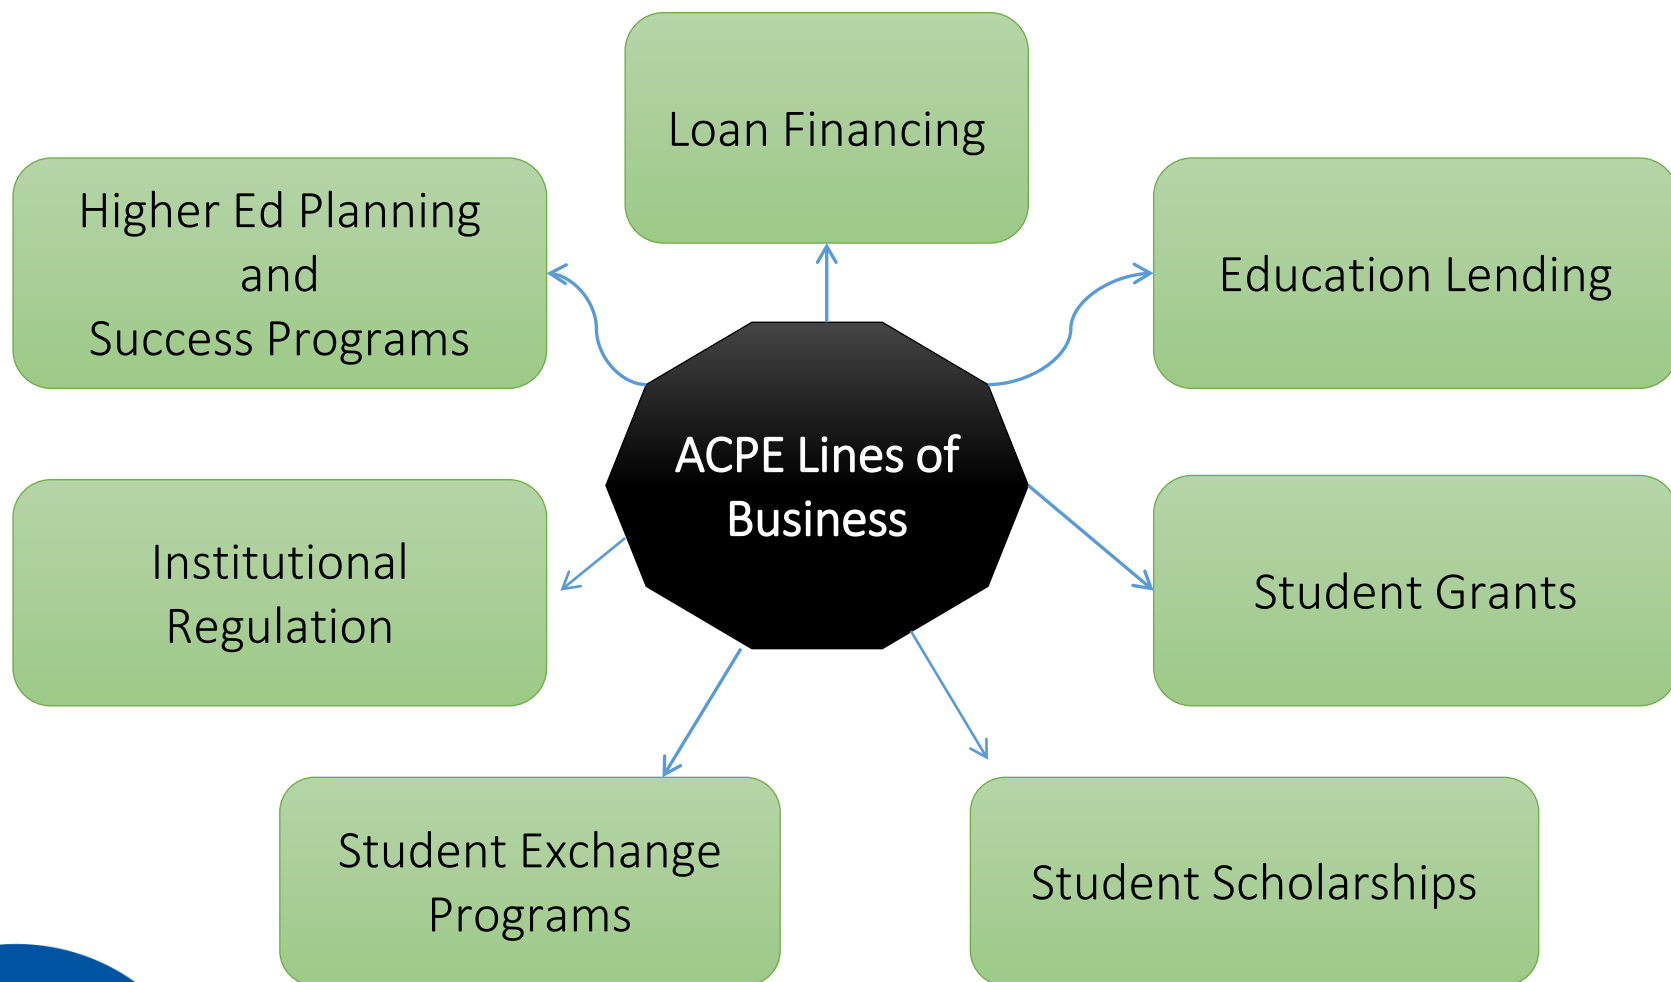 Loan Financing
Higher Ed Planning
and
Success Programs
Education Lending
ACPE Lines of
Business
Institutional
Regulation
Student Grants
Student Exchange
Programs
Student Scholarships